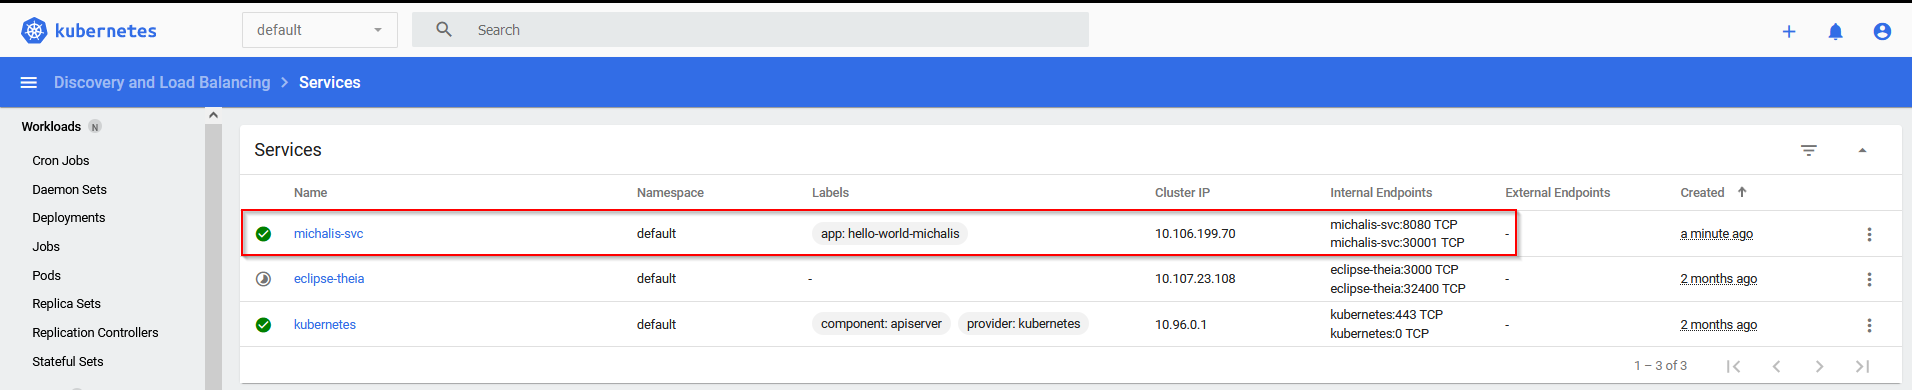 kubernetes
default
Search
Discovery and Load Balancing > Services
Workloads N
Cron Jobs
Daemon Sets
Deployments
Jobs
Pods
Replica Sets
Replication Controllers
Stateful Sets
Services
Name Namespace Labels Cluster IP Internal Endpoints External Endpoints Created
michalis-svc default app: hello-world-michalis 10.106.199.70 michalis-svc:8080 TCP - a minute ago
michalis-svc:30001 TCP
eclipse-theia default - 10.107.23.108 eclipse-theia:3000 TCP - 2 months ago
eclipse-theia:32400 TCP
kubernetes default component: apiserver provider: kubernetes 10.96.0.1 kubernetes:443 TCP - 2 months ago
kubernetes:0 TCP
1 – 3 of 3